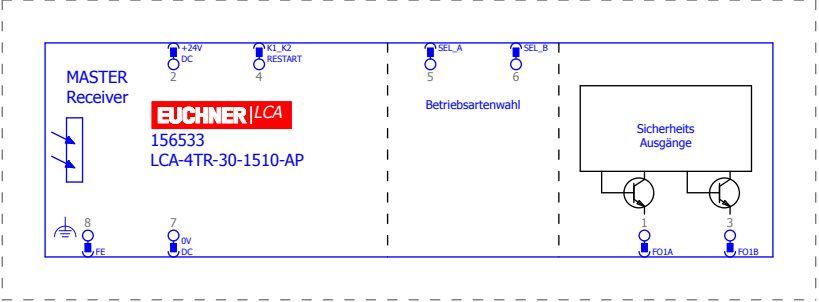 +24V
DC
2
K1_K2
RESTART
4
SEL_A
5
SEL_B
6
MASTER
Receiver
EUCHNER LCA
156533
LCA-4TR-30-1510-AP
Betriebsartenwahl
Sicherheits
Ausgänge
8
FE
7
0V
DC
1
FO1A
3
FO1B